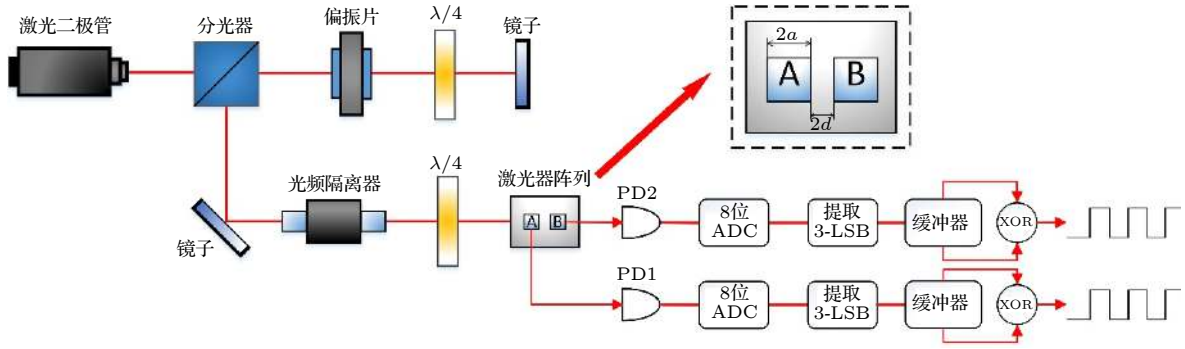 激光二极管
分光器
偏振片
λ/4
镜子
2a
A
B
2d
镜子
光频隔离器
λ/4
激光器阵列
A
B
PD2
8位
ADC
提取
3-LSB
缓冲器
XOR
PD1
8位
ADC
提取
3-LSB
缓冲器
XOR